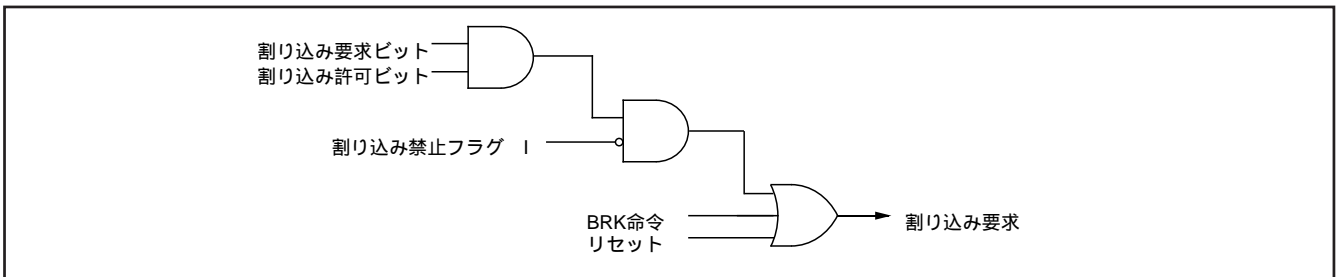 割り込み要求ビット
割り込み許可ビット
割り込み禁止フラグ I
BRK命令
リセット
割り込み要求